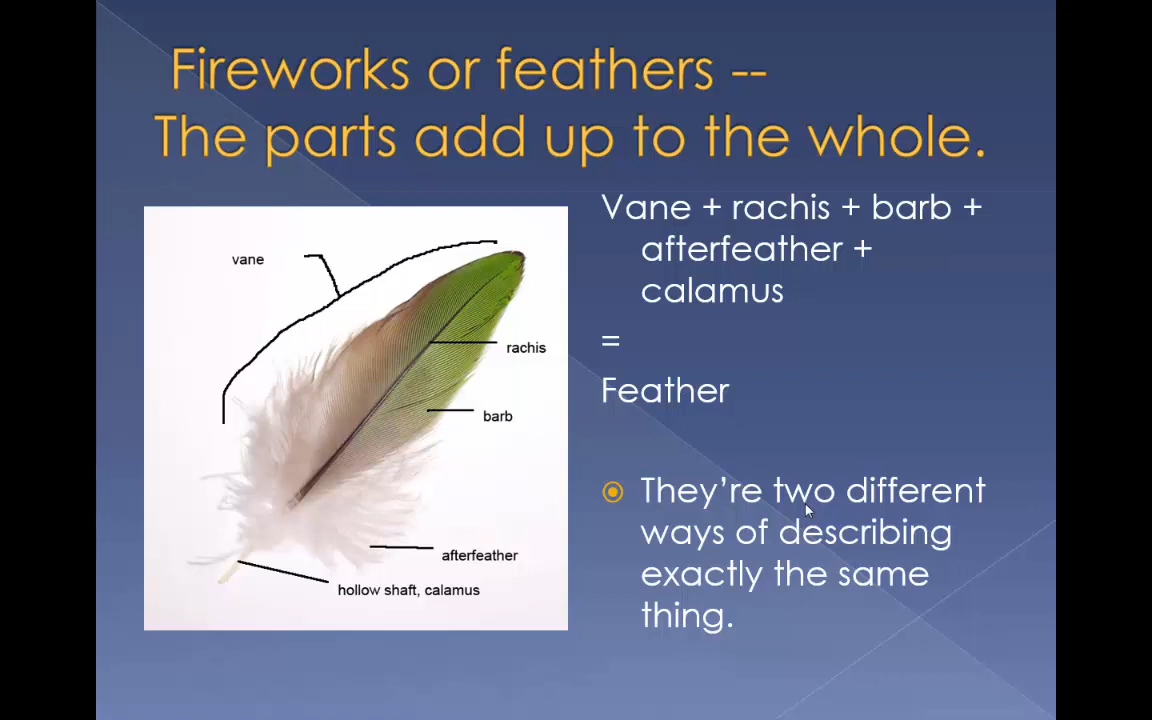 Fireworks or feathers --
The parts add up to the whole.
vane
rachis
barb
afterfeather
hollow shaft, calamus
Vane + rachis + barb +
afterfeather +
calamus
=
Feather
They’re two different
ways of describing
exactly the same
thing.